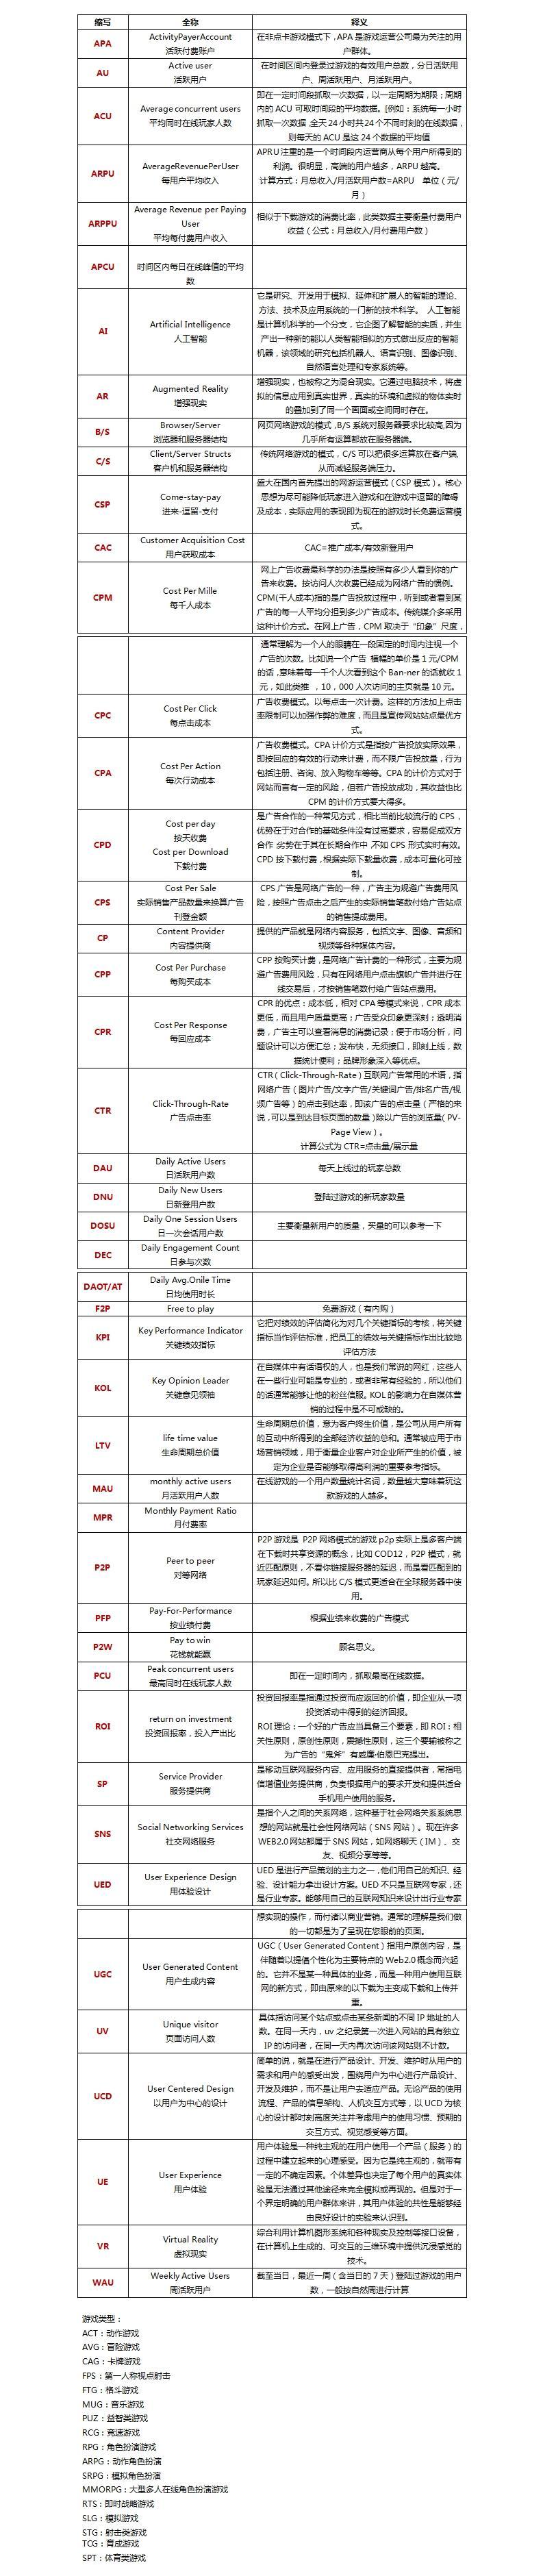 缩写 全称 释义
APA
ActivityPayerAccount
活跃付费账户
在非点卡游戏模式下，APA 是游戏运营公司最为关注的用
户群体。
AU
Active user
活跃用户
在时间区间内登录过游戏的有效用户总数，分日活跃用
户、周活跃用户、月活跃用户。
ACU
Average concurrent users
平均同时在线玩家人数
即在一定时间段抓取一次数据，以一定周期为期限；周期
内的 ACU 可取时间段的平均数据。[例如：系统每一小时
抓取一次数据，全天 24 小时共 24 个不同时刻的在线数据，
则每天的 ACU 是这 24 个数据的平均值
ARPU
AverageRevenuePerUser
每用户平均收入
APRU 注重的是一个时间段内运营商从每个用户所得到的
利润。很明显，高端的用户越多，ARPU 越高。
计算方式：月总收入/月活跃用户数=ARPU 单位（元/
月）
ARPPU
Average Revenue per Paying
User
平均每付费用户收入
相似于下载游戏的消费比率，此类数据主要衡量付费用户
收益（公式：月总收入/月付费用户数）
APCU
时间区内每日在线峰值的平均
数
AI
Artificial Intelligence
人工智能
它是研究、开发用于模拟、延伸和扩展人的智能的理论、
方法、技术及应用系统的一门新的技术科学。 人工智能
是计算机科学的一个分支，它企图了解智能的实质，并生
产出一种新的能以人类智能相似的方式做出反应的智能
机器，该领域的研究包括机器人、语言识别、图像识别、
自然语言处理和专家系统等。
AR
Augmented Reality
增强现实
增强现实，也被称之为混合现实。它通过电脑技术，将虚
拟的信息应用到真实世界，真实的环境和虚拟的物体实时
的叠加到了同一个画面或空间同时存在。
B/S
Browser/Server
浏览器和服务器结构
网页网络游戏的模式，B/S 系统对服务器要求比较高,因为
几乎所有运算都放在服务器端。
C/S
Client/Server Structs
客户机和服务器结构
传统网络游戏的模式，C/S 可以把很多运算放在客户端,
从而减轻服务端压力。
CSP
Come-stay-pay
进来-逗留-支付
盛大在国内首先提出的网游运营模式（CSP 模式）。核心
思想为尽可能降低玩家进入游戏和在游戏中逗留的障碍
及成本，实际应用的表现即为现在的游戏时长免费运营模
式。
CAC
Customer Acquisition Cost
用户获取成本
CAC=推广成本/有效新登用户
CPM
Cost Per Mille
每千人成本
网上广告收费最科学的办法是按照有多少人看到你的广
告来收费。按访问人次收费已经成为网络广告的惯例。
CPM(千人成本)指的是广告投放过程中，听到或者看到某
广告的每一人平均分担到多少广告成本。传统媒介多采用
这种计价方式。在网上广告，CPM 取决于“印象”尺度，
通常理解为一个人的眼睛在一段固定的时间内注视一个
广告的次数。比如说一个广告 横幅的单价是 1 元/CPM
的话，意味着每一千个人次看到这个 Ban-ner 的话就收 1
元，如此类推 ，10，000 人次访问的主页就是 10 元。
CPC
Cost Per Click
每点击成本
广告收费模式。以每点击一次计费。这样的方法加上点击
率限制可以加强作弊的难度，而且是宣传网站站点最优方
式。
CPA
Cost Per Action
每次行动成本
广告收费模式。CPA 计价方式是指按广告投放实际效果，
即按回应的有效的行动来计费，而不限广告投放量，行为
包括注册、咨询、放入购物车等等。CPA 的计价方式对于
网站而言有一定的风险，但若广告投放成功，其收益也比
CPM 的计价方式要大得多。
CPD
Cost per day
按天收费
Cost per Download
下载付费
是广告合作的一种常见方式，相比当前比较流行的 CPS，
优势在于对合作的基础条件没有过高要求，容易促成双方
合作 劣势在于其在长期合作中 不如 CPS 形式实时有效。
CPD 按下载付费，根据实际下载量收费，成本可量化可控
制。
CPS
Cost Per Sale
实际销售产品数量来换算广告
刊登金额
CPS 广告是网络广告的一种，广告主为规避广告费用风
险，按照广告点击之后产生的实际销售笔数付给广告站点
的销售提成费用。
CP
Content Provider
内容提供商
提供的产品就是网络内容服务，包括文字、图像、音频和
视频等各种媒体内容。
CPP
Cost Per Purchase
每购买成本
CPP 按购买计费，是网络广告计费的一种形式，主要为规
避广告费用风险，只有在网络用户点击旗帜广告并进行在
线交易后，才按销售笔数付给广告站点费用。
CPR
Cost Per Response
每回应成本
CPR 的优点：成本低，相对 CPA 等模式来说，CPR 成本
更低，而且用户质量更高；广告受众印象更深刻；透明消
费，广告主可以查看消息的消费记录；便于市场分析，问
题设计可以方便汇总；发布快，无须接口，即刻上线，数
据统计便利；品牌形象深入等优点。
CTR
Click-Through-Rate
广告点击率
CTR（Click-Through-Rate）互联网广告常用的术语，指
网络广告（图片广告/文字广告/关键词广告/排名广告/视
频广告等）的点击到达率，即该广告的点击量（严格的来
说，可以是到达目标页面的数量）除以广告的浏览量（PV-
Page View）。
计算公式为 CTR=点击量/展示量
DAU
Daily Active Users
日活跃用户数
每天上线过的玩家总数
DNU
Daily New Users
日新登用户数
登陆过游戏的新玩家数量
DOSU
Daily One Session Users
日一次会话用户数
主要衡量新用户的质量，买量的可以参考一下
DEC
Daily Engagement Count
日参与次数
DAOT/AT
Daily Avg.Onile Time
日均使用时长
F2P
Free to play
免费游戏（有内购）
KPI
Key Performance Indicator
关键绩效指标
它把对绩效的评估简化为对几个关键指标的考核，将关键
指标当作评估标准，把员工的绩效与关键指标作出比较地
评估方法
KOL
Key Opinion Leader
关键意见领袖
在自媒体中有话语权的人，也是我们常说的网红，这些人
在一些行业可能是专业的，或者非常有经验的，所以他们
的话通常能够让他的粉丝信服。KOL 的影响力在自媒体营
销的过程中是不可或缺的。
LTV
life time value
生命周期总价值
生命周期总价值，意为客户终生价值，是公司从用户所有
的互动中所得到的全部经济收益的总和。通常被应用于市
场营销领域，用于衡量企业客户对企业所产生的价值，被
定为企业是否能够取得高利润的重要参考指标。
MAU
monthly active users
月活跃用户人数
在线游戏的一个用户数量统计名词，数量越大意味着玩这
款游戏的人越多。
MPR
Monthly Payment Ratio
月付费率
P2P
Peer to peer
对等网络
P2P 游戏是 P2P 网络模式的游戏 p2p 实际上是多客户端
在下载时共享资源的概念，比如 COD12，P2P 模式，就
近匹配原则，不看你链接服务器的延迟，而是看匹配到的
玩家延迟如何。所以比 C/S 模式更适合在全球服务器中使
用。
PFP
Pay-For-Performance
按业绩付费
根据业绩来收费的广告模式
P2W
Pay to win
花钱就能赢
顾名思义。
PCU
Peak concurrent users
最高同时在线玩家人数
即在一定时间内，抓取最高在线数据。
ROI
return on investment
投资回报率，投入产出比
投资回报率是指通过投资而应返回的价值，即企业从一项
投资活动中得到的经济回报。
ROI 理论：一个好的广告应当具备三个要素，即 ROI：相
关性原则，原创性原则，震撼性原则，这三个要输被称之
为广告的“鬼斧”有威廉·伯恩巴克提出。
SP
Service Provider
服务提供商
是移动互联网服务内容、应用服务的直接提供者，常指电
信增值业务提供商，负责根据用户的要求开发和提供适合
手机用户使用的服务。
SNS
Social Networking Services
社交网络服务
是指个人之间的关系网络，这种基于社会网络关系系统思
想的网站就是社会性网络网站（SNS 网站）。现在许多
WEB2.0 网站都属于 SNS 网站，如网络聊天（IM）、交
友、视频分享等等。
UED
User Experience Design
用体验设计
UED 是进行产品策划的主力之一，他们用自己的知识、经
验、设计能力拿出设计方案。UED 不只是互联网专家，还
是行业专家。能够用自己的互联网知识来设计出行业专家
想实现的操作，而付诸以商业营销。通常的理解是我们做
的一切都是为了呈现在您眼前的页面。
UGC
User Generated Content
用户生成内容
UGC（User Generated Content）指用户原创内容，是
伴随着以提倡个性化为主要特点的 Web2.0 概念而兴起
的。它并不是某一种具体的业务，而是一种用户使用互联
网的新方式，即由原来的以下载为主变成下载和上传并
重。
UV
Unique visitor
页面访问人数
具体指访问某个站点或点击某条新闻的不同 IP 地址的人
数。在同一天内，uv 之纪录第一次进入网站的具有独立
IP 的访问者，在同一天内再次访问该网站则不计数。
UCD
User Centered Design
以用户为中心的设计
简单的说，就是在进行产品设计、开发、维护时从用户的
需求和用户的感受出发，围绕用户为中心进行产品设计、
开发及维护，而不是让用户去适应产品。无论产品的使用
流程、产品的信息架构、人机交互方式等，以 UCD 为核
心的设计都时刻高度关注并考虑用户的使用习惯、预期的
交互方式、视觉感受等方面。
UE
User Experience
用户体验
用户体验是一种纯主观的在用户使用一个产品（服务）的
过程中建立起来的心理感受。因为它是纯主观的，就带有
一定的不确定因素。个体差异也决定了每个用户的真实体
验是无法通过其他途径来完全模拟或再现的。但是对于一
个界定明确的用户群体来讲，其用户体验的共性是能够经
由良好设计的实验来认识到。
VR
Virtual Reality
虚拟现实
综合利用计算机图形系统和各种现实及控制等接口设备，
在计算机上生成的、可交互的三维环境中提供沉浸感觉的
技术。
WAU
Weekly Active Users
周活跃用户
截至当日，最近一周（含当日的 7 天）登陆过游戏的用户
数，一般按自然周进行计算
游戏类型：
ACT：动作游戏
AVG：冒险游戏
CAG：卡牌游戏
FPS：第一人称视点射击
FTG：格斗游戏
MUG：音乐游戏
PUZ：益智类游戏
RCG：竞速游戏
RPG：角色扮演游戏
ARPG：动作角色扮演
SRPG：模拟角色扮演
MMORPG：大型多人在线角色扮演游戏
RTS：即时战略游戏
SLG：模拟游戏
STG：射击类游戏
TCG：育成游戏
SPT：体育类游戏